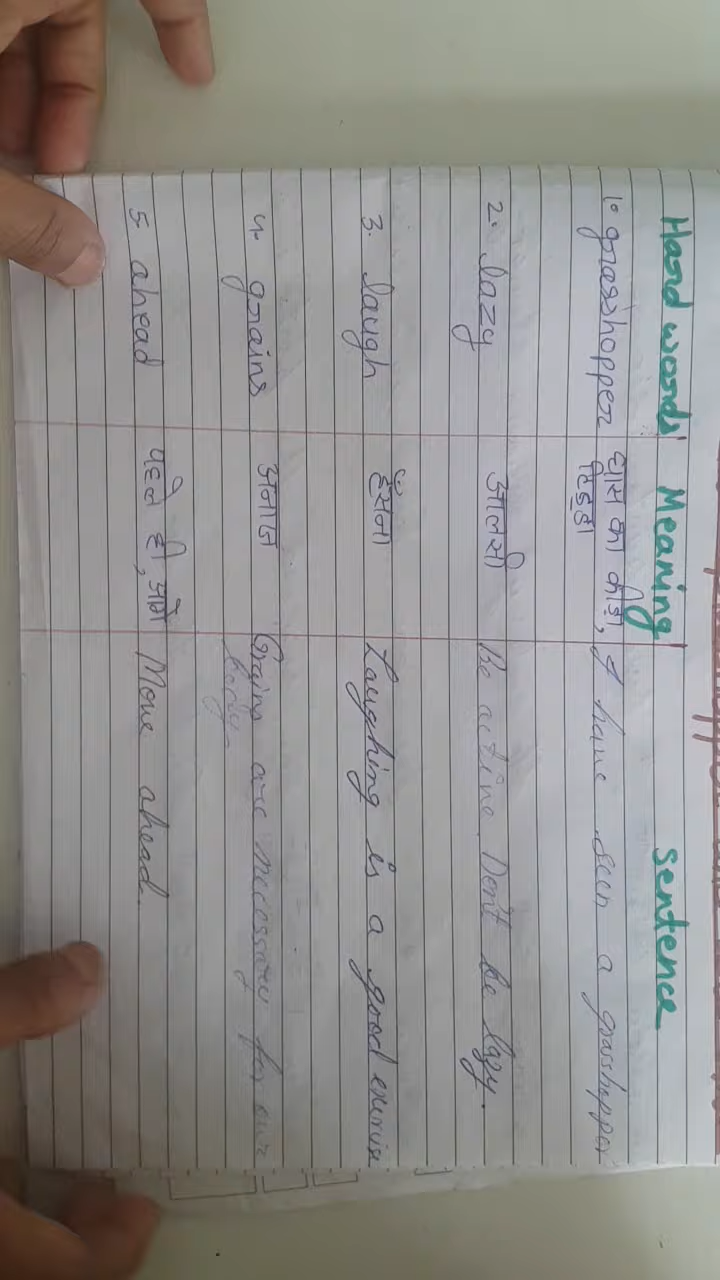 Hard words Meaning sentence
1. grasshopper घास का कीड़ा, I have seen a grasshopper
टिड्डा
2. lazy आलसी Be active. Don't be lazy.
3. laugh हँसना Laughing is a good exercise
4. grains अनाज Grains are necessary for our
body.
5. ahead पहले ही, आगे Move ahead.